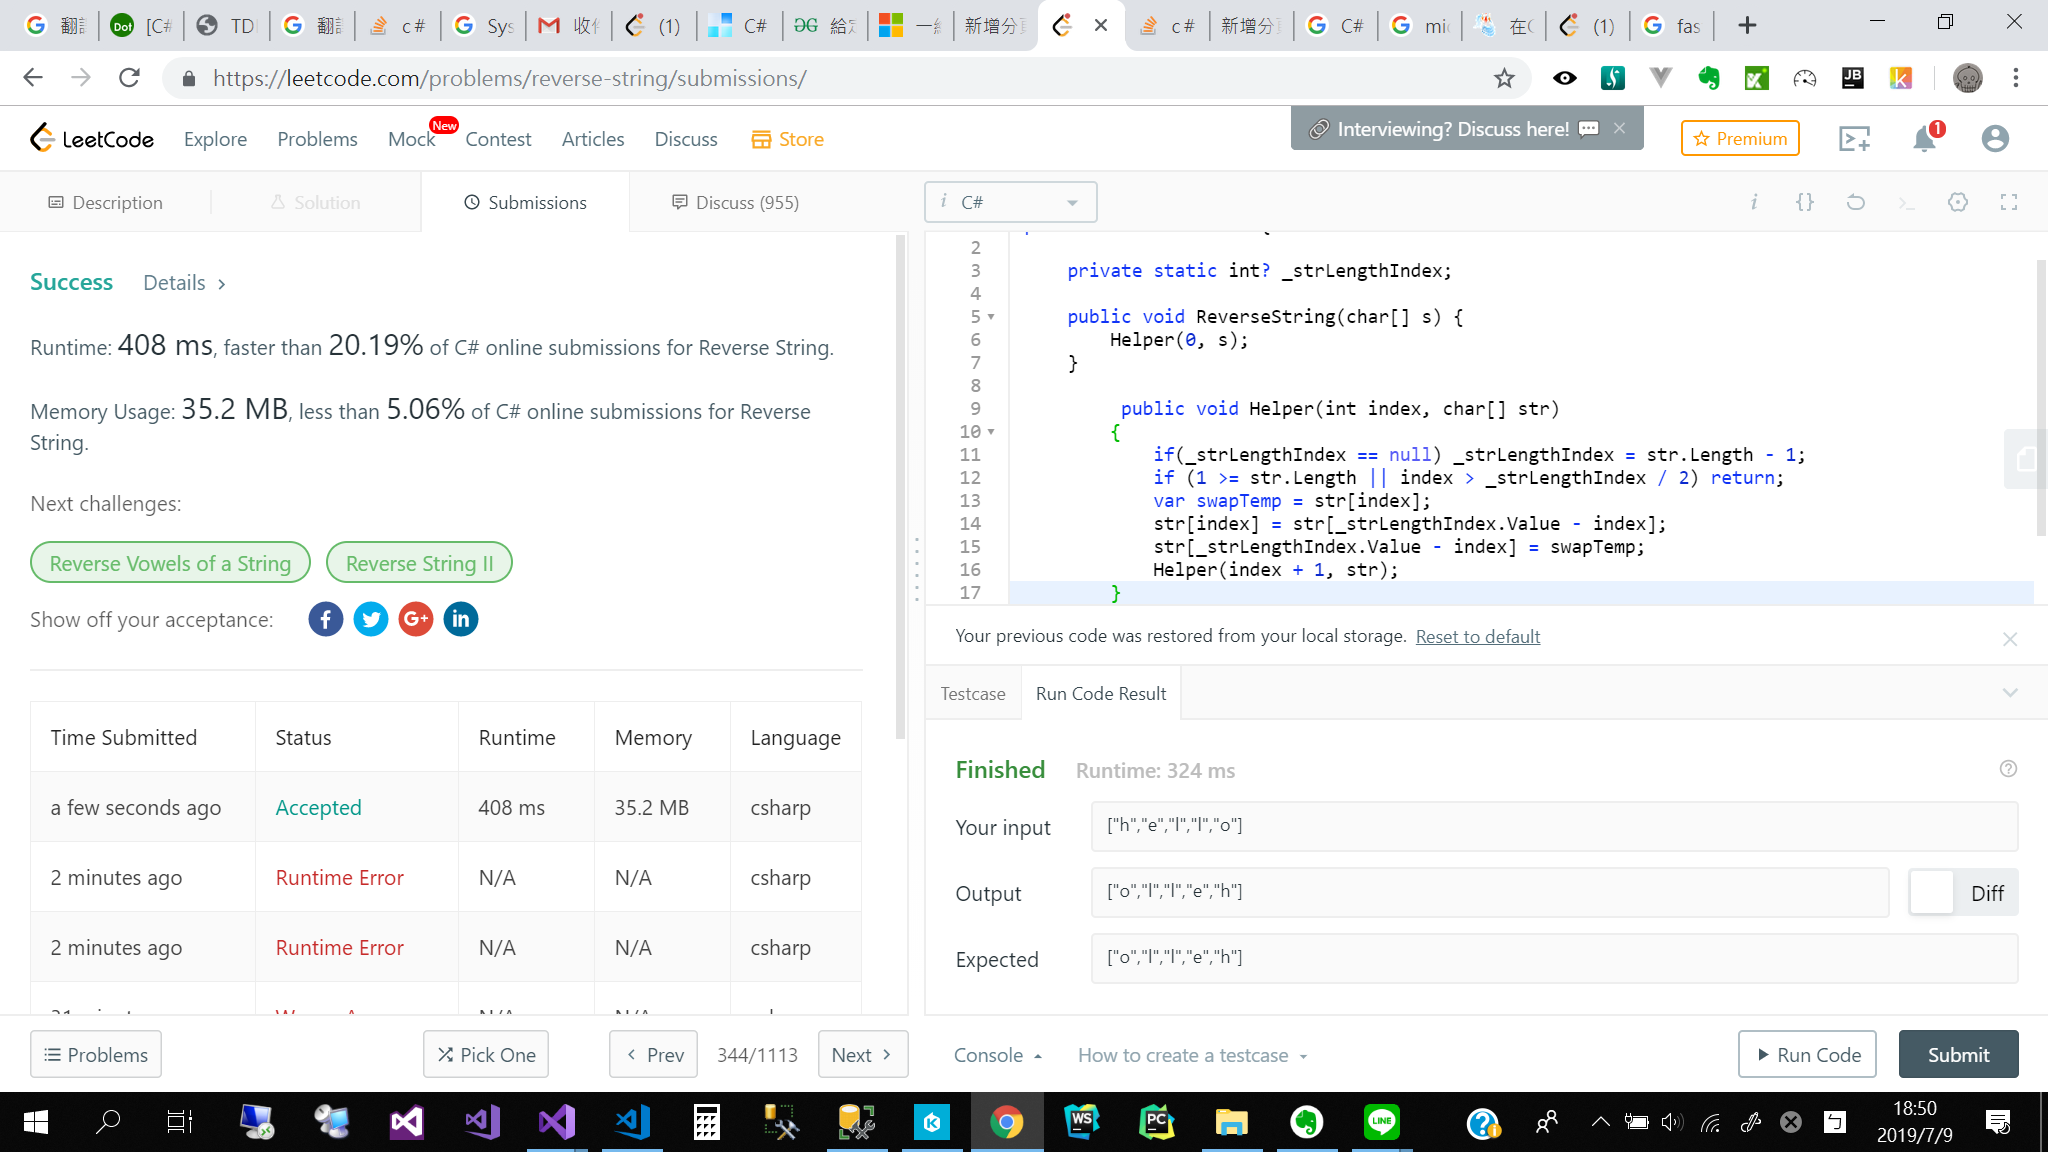 翻 [C# TD 翻 c# Sys 收 (1) C# 給 一 新增分 c# 新增分 C# mi 在 (1) fas
https://leetcode.com/problems/reverse-string/submissions/
LeetCode Explore Problems Mock New Contest Articles Discuss Store
Interviewing? Discuss here! Premium 1
Description Solution Submissions Discuss (955)
C#
Success Details
Runtime: 408 ms, faster than 20.19% of C# online submissions for Reverse String.
Memory Usage: 35.2 MB, less than 5.06% of C# online submissions for Reverse
String.
Next challenges:
Reverse Vowels of a String Reverse String II
Show off your acceptance:
Time Submitted Status Runtime Memory Language
a few seconds ago Accepted 408 ms 35.2 MB csharp
2 minutes ago Runtime Error N/A N/A csharp
2 minutes ago Runtime Error N/A N/A csharp
Problems Pick One Prev 344/1113 Next
2
3 private static int? _strLengthIndex;
4
5 public void ReverseString(char[] s) {
6 Helper(0, s);
7 }
8
9 public void Helper(int index, char[] str)
10 {
11 if(_strLengthIndex == null) _strLengthIndex = str.Length - 1;
12 if (1 >= str.Length || index > _strLengthIndex / 2) return;
13 var swapTemp = str[index];
14 str[index] = str[_strLengthIndex.Value - index];
15 str[_strLengthIndex.Value - index] = swapTemp;
16 Helper(index + 1, str);
17 }
Your previous code was restored from your local storage. Reset to default
Testcase Run Code Result
Finished Runtime: 324 ms
Your input ["h","e","l","l","o"]
Output ["o","l","l","e","h"] Diff
Expected ["o","l","l","e","h"]
Console How to create a testcase Run Code Submit
18:50
2019/7/9